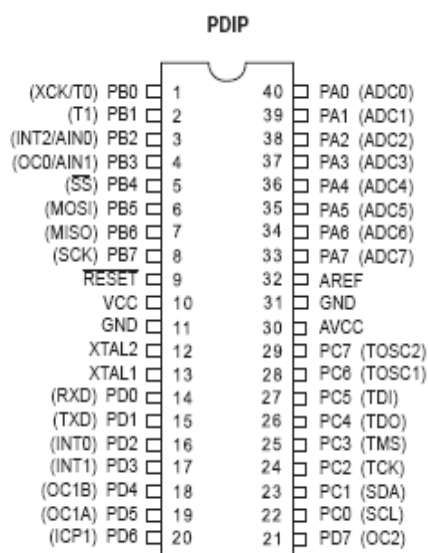 PDIP
(XCK/T0) PB0 1 40 PA0 (ADC0)
(T1) PB1 2 39 PA1 (ADC1)
(INT2/AIN0) PB2 3 38 PA2 (ADC2)
(OC0/AIN1) PB3 4 37 PA3 (ADC3)
(SS) PB4 5 36 PA4 (ADC4)
(MOSI) PB5 6 35 PA5 (ADC5)
(MISO) PB6 7 34 PA6 (ADC6)
(SCK) PB7 8 33 PA7 (ADC7)
RESET 9 32 AREF
VCC 10 31 GND
GND 11 30 AVCC
XTAL2 12 29 PC7 (TOSC2)
XTAL1 13 28 PC6 (TOSC1)
(RXD) PD0 14 27 PC5 (TDI)
(TXD) PD1 15 26 PC4 (TDO)
(INT0) PD2 16 25 PC3 (TMS)
(INT1) PD3 17 24 PC2 (TCK)
(OC1B) PD4 18 23 PC1 (SDA)
(OC1A) PD5 19 22 PC0 (SCL)
(ICP1) PD6 20 21 PD7 (OC2)